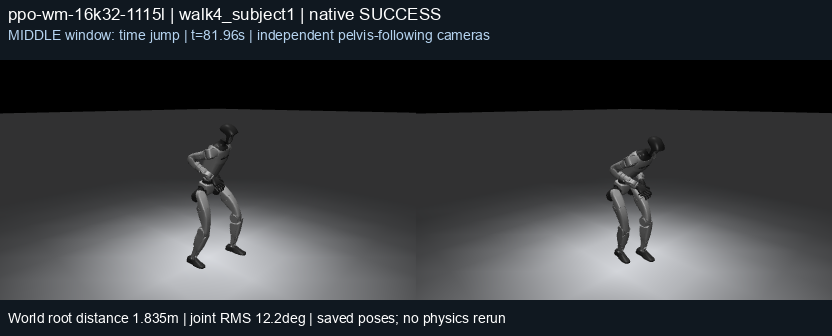 ppo-wm-16k32-1115l | walk4_subject1 | native SUCCESS
MIDDLE window: time jump | t=81.96s | independent pelvis-following cameras
World root distance 1.835m | joint RMS 12.2deg | saved poses; no physics rerun